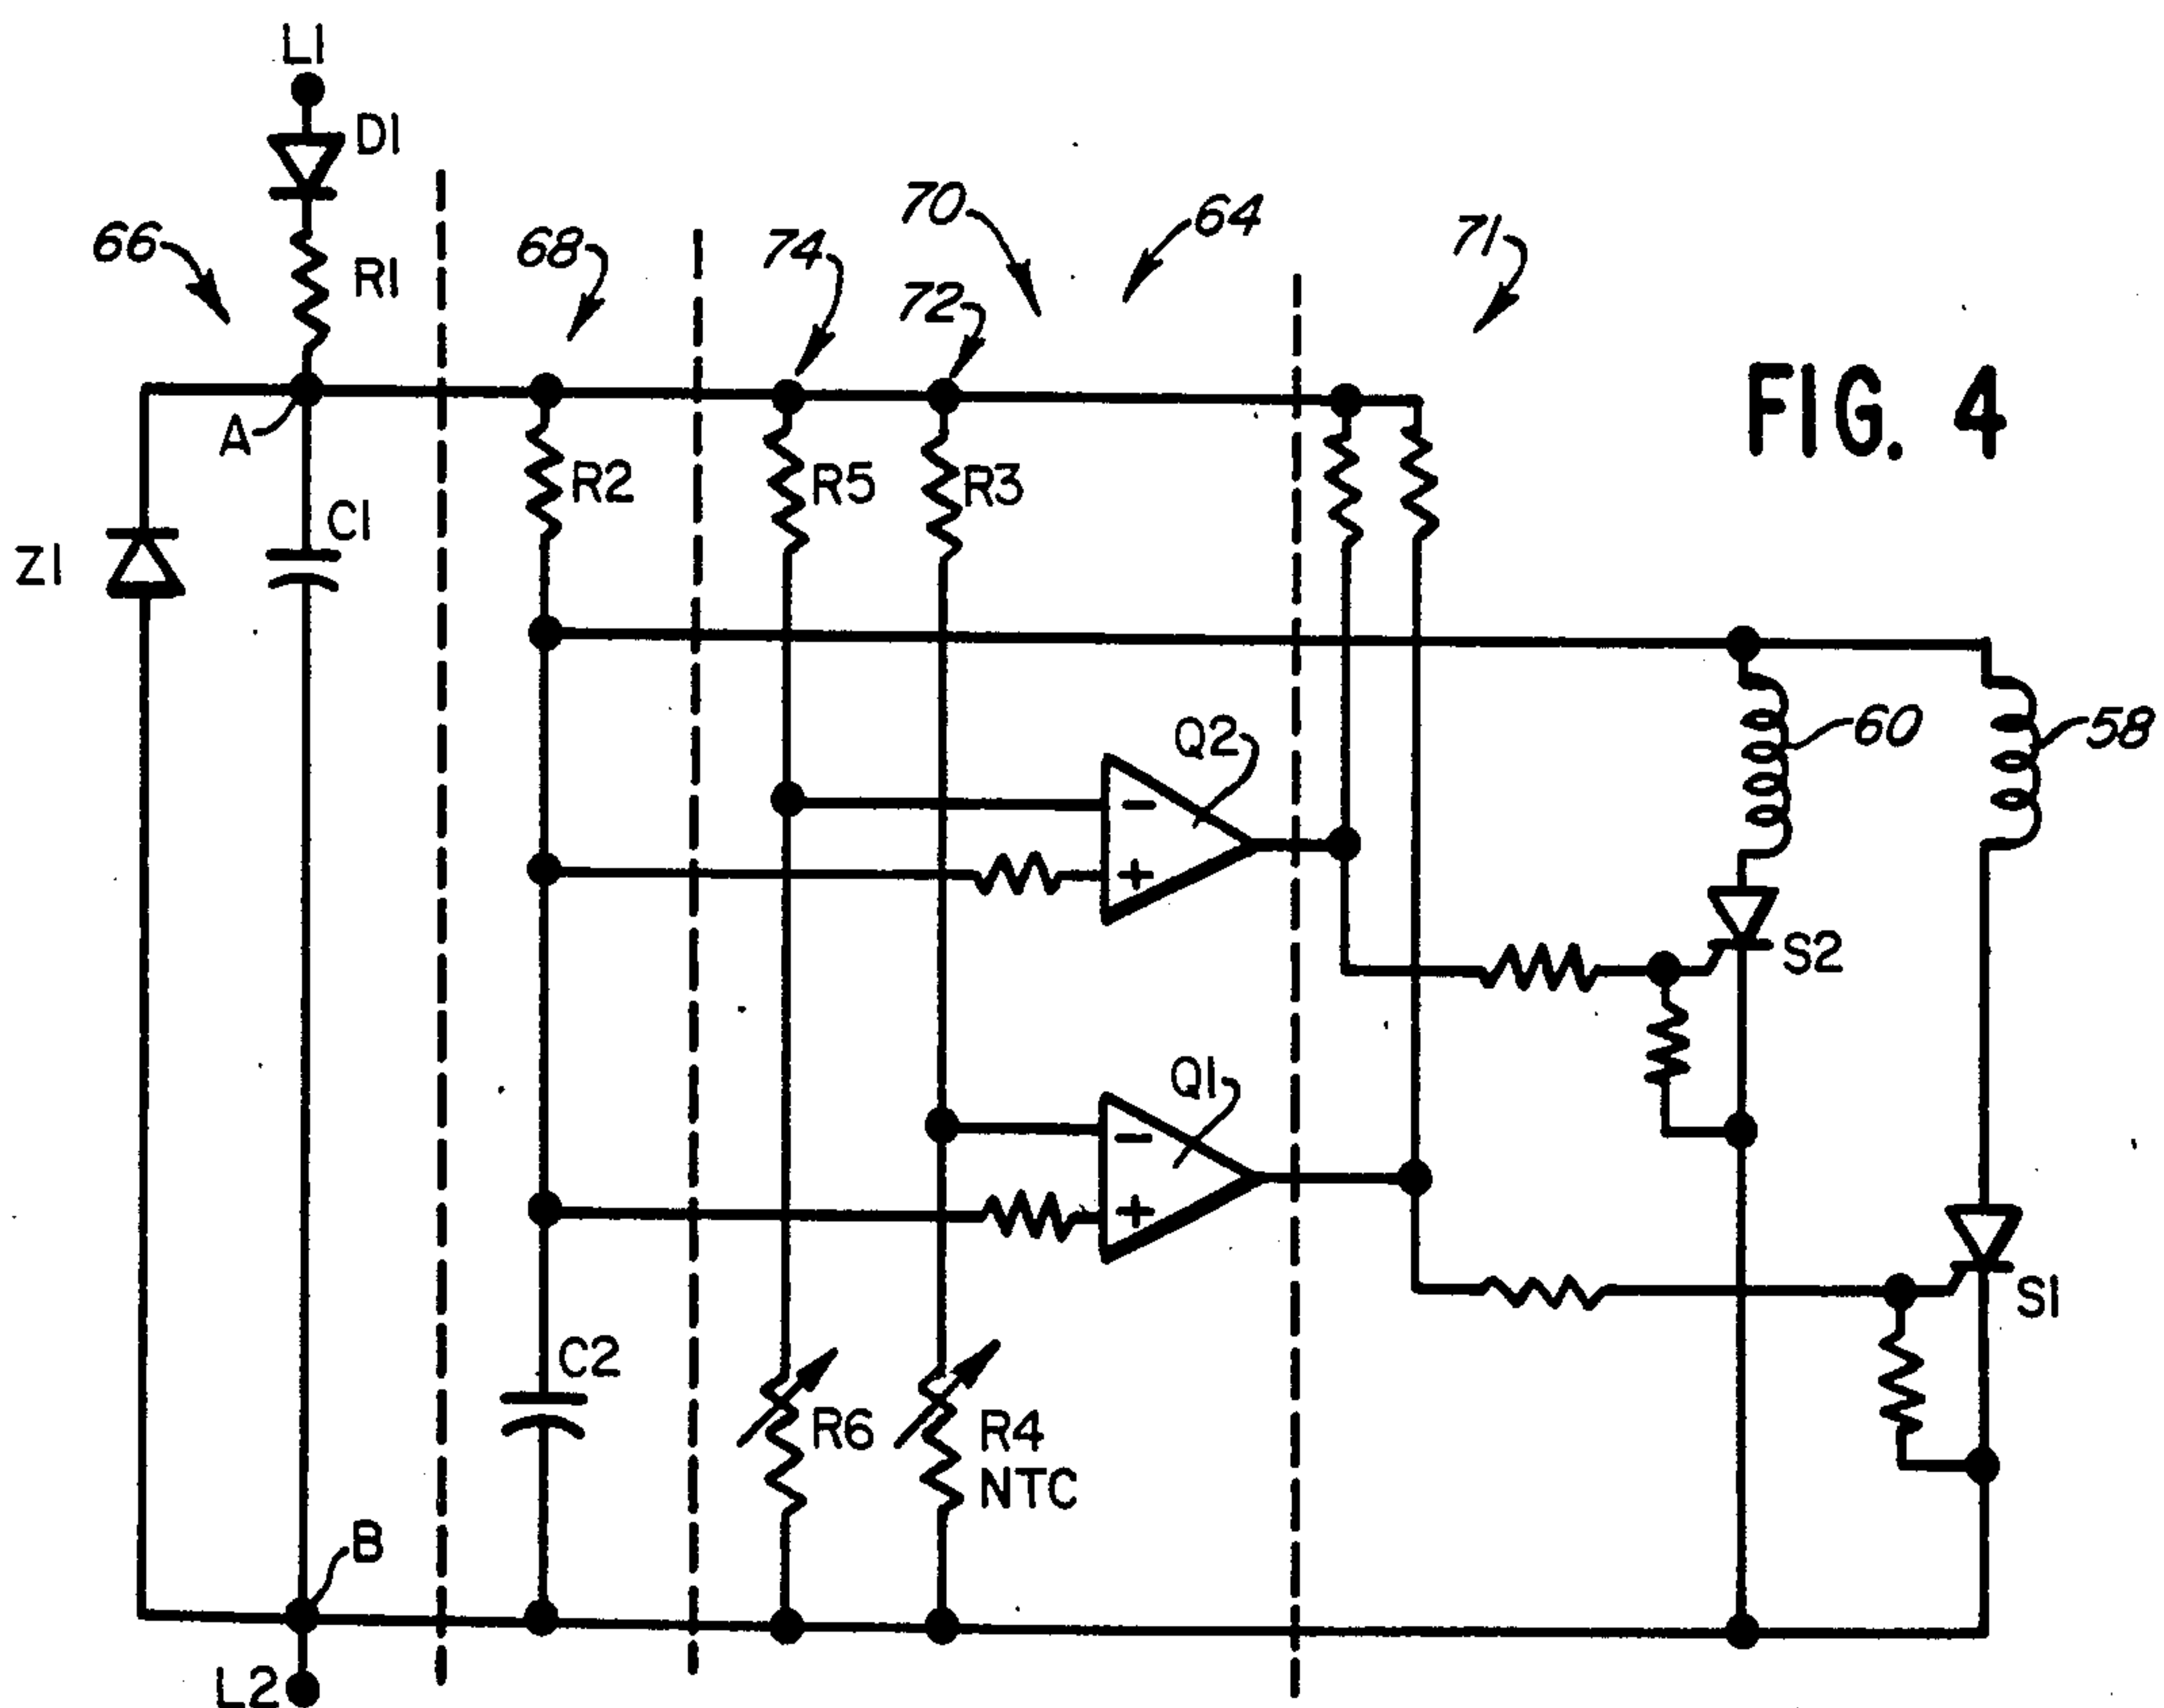 L1
D1
66
R1
68
74
70
72
64
71
FIG. 4
A
R2
R5
R3
C1
Z1
Q2
-
+
60
58
S2
Q1
-
+
S1
C2
R6
R4
NTC
B
L2